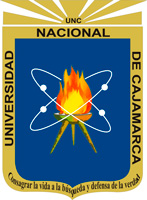 UNC
NACIONAL
UNIVERSIDAD
DE CAJAMARCA
Consagrar la vida a la búsqueda y defensa de la verdad